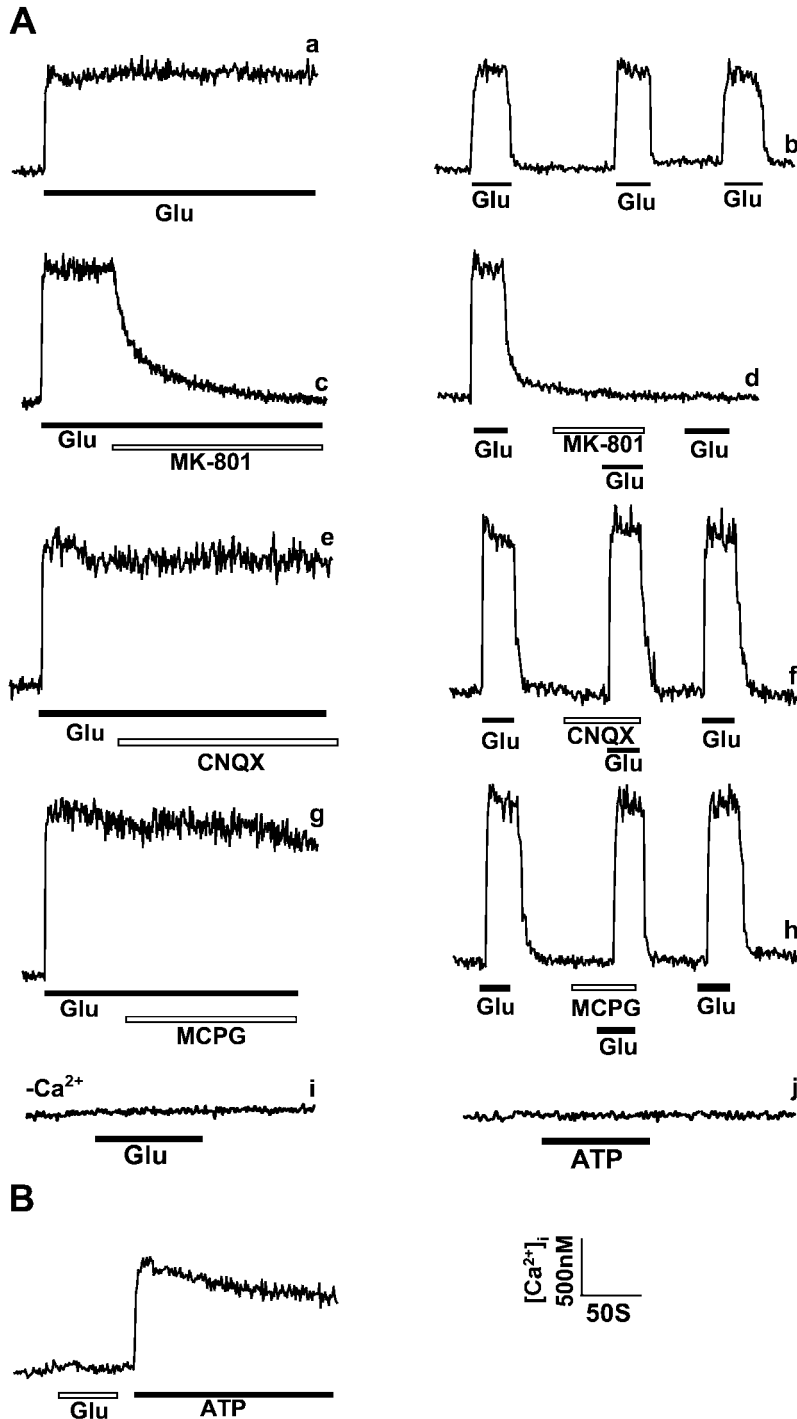 A
a
Glu
b
Glu Glu Glu
c
Glu
MK-801
d
Glu MK-801 Glu
Glu
e
Glu
CNQX
f
Glu CNQX Glu
Glu
g
Glu
MCPG
h
Glu MCPG Glu
Glu
-Ca²⁺
i
Glu
j
ATP
B
Glu ATP
[Ca²⁺]i
500nM
50S